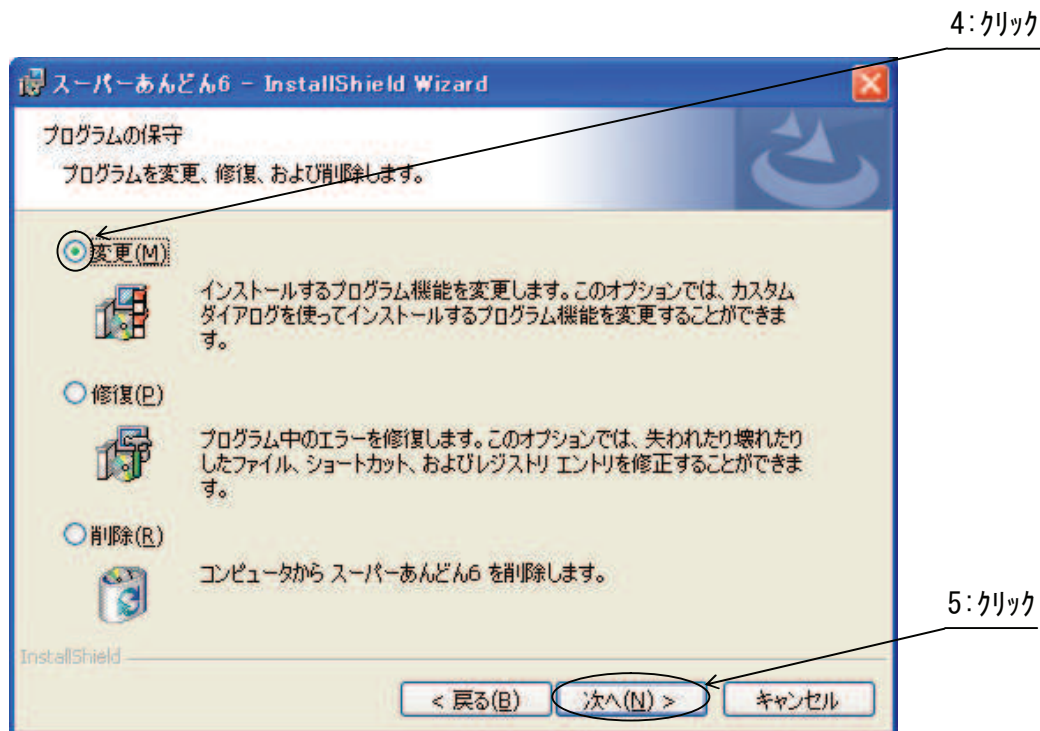 4：ｸﾘｯｸ
スーパーあんどん6 - InstallShield Wizard
プログラムの保守
プログラムを変更、修復、および削除します。
変更(M)
インストールするプログラム機能を変更します。このオプションでは、カスタム
ダイアログを使ってインストールするプログラム機能を変更することができま
す。
修復(P)
プログラム中のエラーを修復します。このオプションでは、失われたり壊れたり
したファイル、ショートカット、およびレジストリ エントリを修正することができま
す。
削除(R)
コンピュータから スーパーあんどん6 を削除します。
5：ｸﾘｯｸ
InstallShield
< 戻る(B)
次へ(N) >
キャンセル